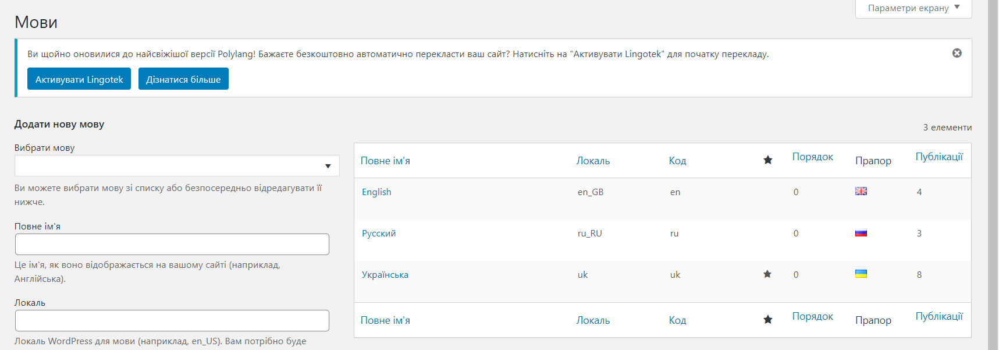 Параметри екрану
Мови
Ви щойно оновилися до найсвіжішої версії Polylang! Бажаєте безкоштовно автоматично перекласти ваш сайт? Натисніть на "Активувати Lingotek" для початку перекладу.
Активувати Lingotek Дізнатися більше
Додати нову мову
3 елементи
Вибрати мову
Ви можете вибрати мову зі списку або безпосередньо відредагувати її
нижче.
Повне ім'я
Це ім'я, як воно відображається на вашому сайті (наприклад,
Англійська).
Локаль
Локаль WordPress для мови (наприклад, en_US). Вам потрібно буде
Повне ім'я Локаль Код Порядок Прапор Публікації
English en_GB en 0 4
Русский ru_RU ru 0 3
Українська uk uk 0 8
Повне ім'я Локаль Код Порядок Прапор Публікації